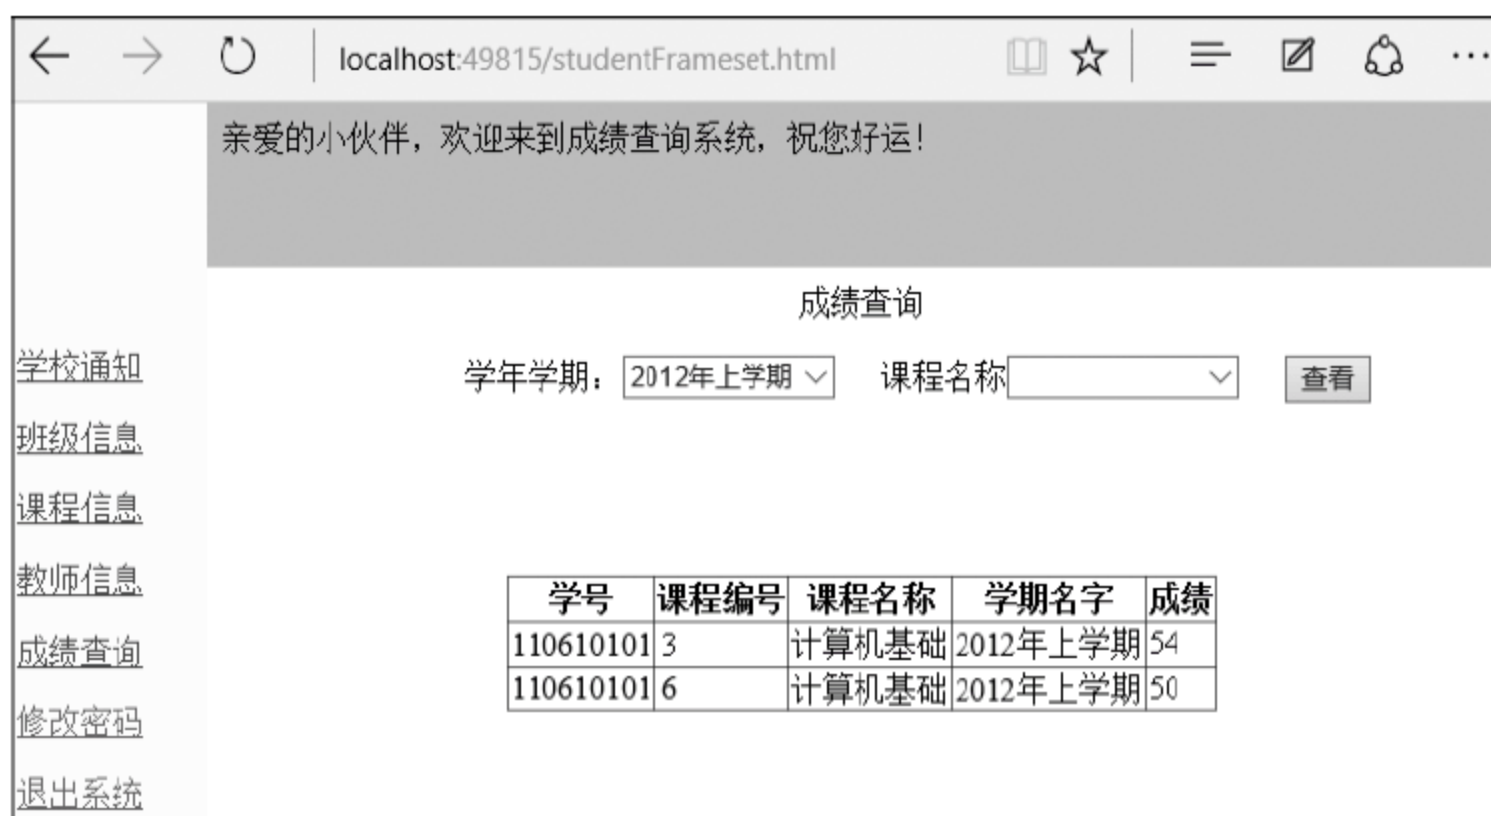 localhost:49815/studentFrameset.html
亲爱的小伙伴，欢迎来到成绩查询系统，祝您好运！
成绩查询
学年学期： 2012年上学期 课程名称 查看
学校通知
班级信息
课程信息
教师信息
成绩查询
修改密码
退出系统
学号 课程编号 课程名称 学期名字 成绩
110610101 3 计算机基础 2012年上学期 54
110610101 6 计算机基础 2012年上学期 50